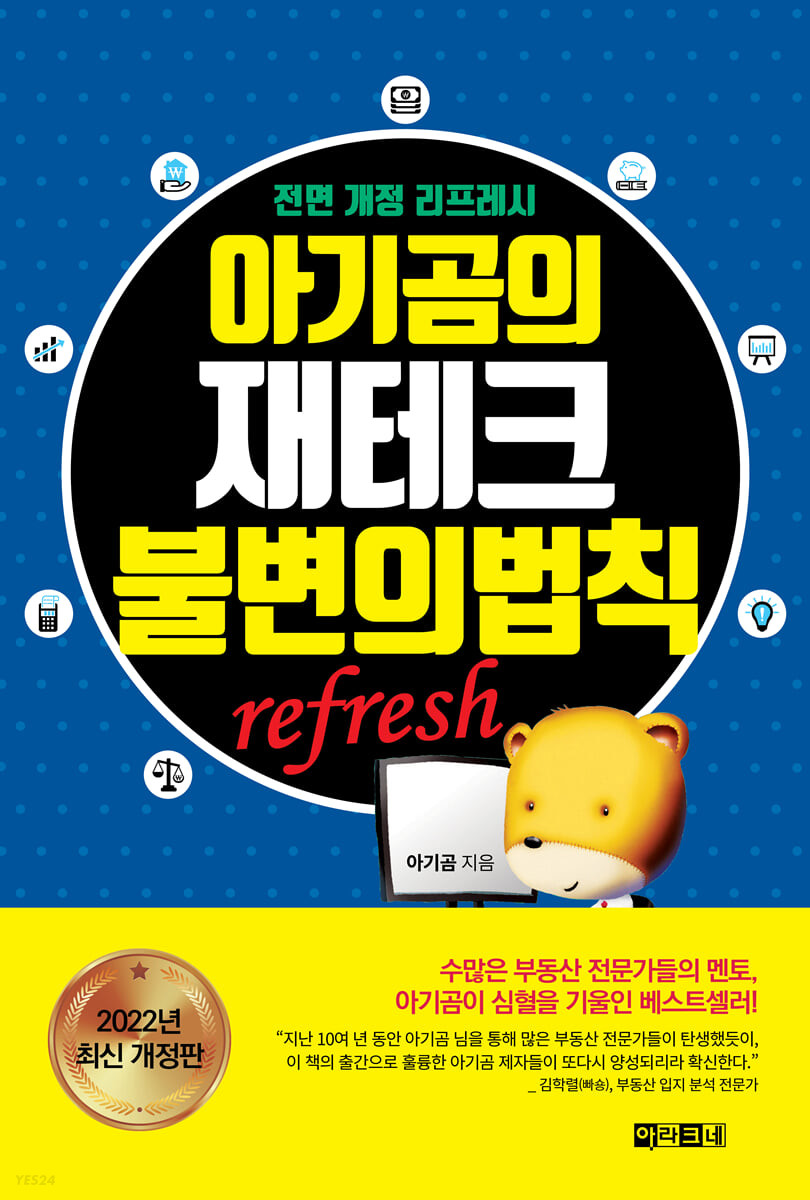 전면 개정 리프레시
아기곰의
재테크
불변의법칙
refresh
아기곰 지음
수많은 부동산 전문가들의 멘토,
아기곰이 심혈을 기울인 베스트셀러!
2022년
최신 개정판
“지난 10여 년 동안 아기곰 님을 통해 많은 부동산 전문가들이 탄생했듯이,
이 책의 출간으로 훌륭한 아기곰 제자들이 또다시 양성되리라 확신한다.”
_ 김학렬(빠숑), 부동산 입지 분석 전문가
아라크네
YES24